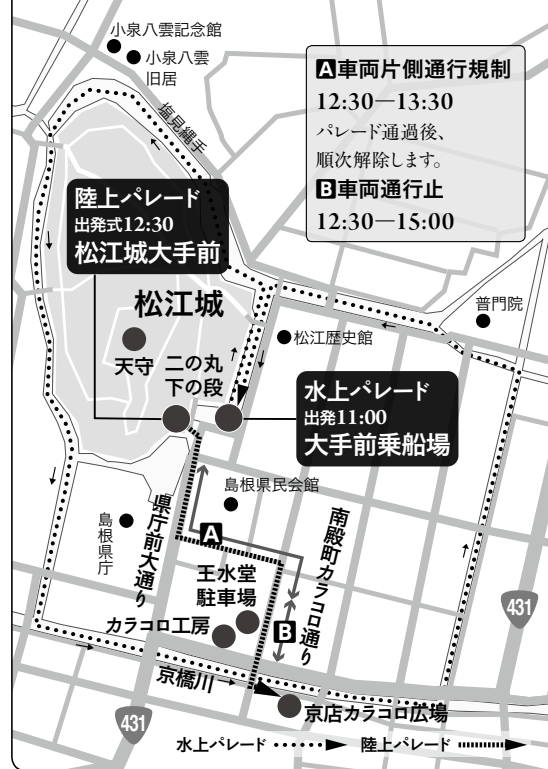 小泉八雲記念館
小泉八雲
旧居
塩見縄手
A車両片側通行規制
12:30―13:30
パレード通過後、
順次解除します。
B車両通行止
12:30―15:00
陸上パレード
出発式12:30
松江城大手前
松江城
天守
二の丸
下の段
松江歴史館
普門院
水上パレード
出発11:00
大手前乗船場
島根県民会館
A
島根県庁
県庁前大通り
南殿町カラコロ通り
王水堂
駐車場
カラコロ工房
B
431
京橋川
京店カラコロ広場
431
水上パレード
陸上パレード